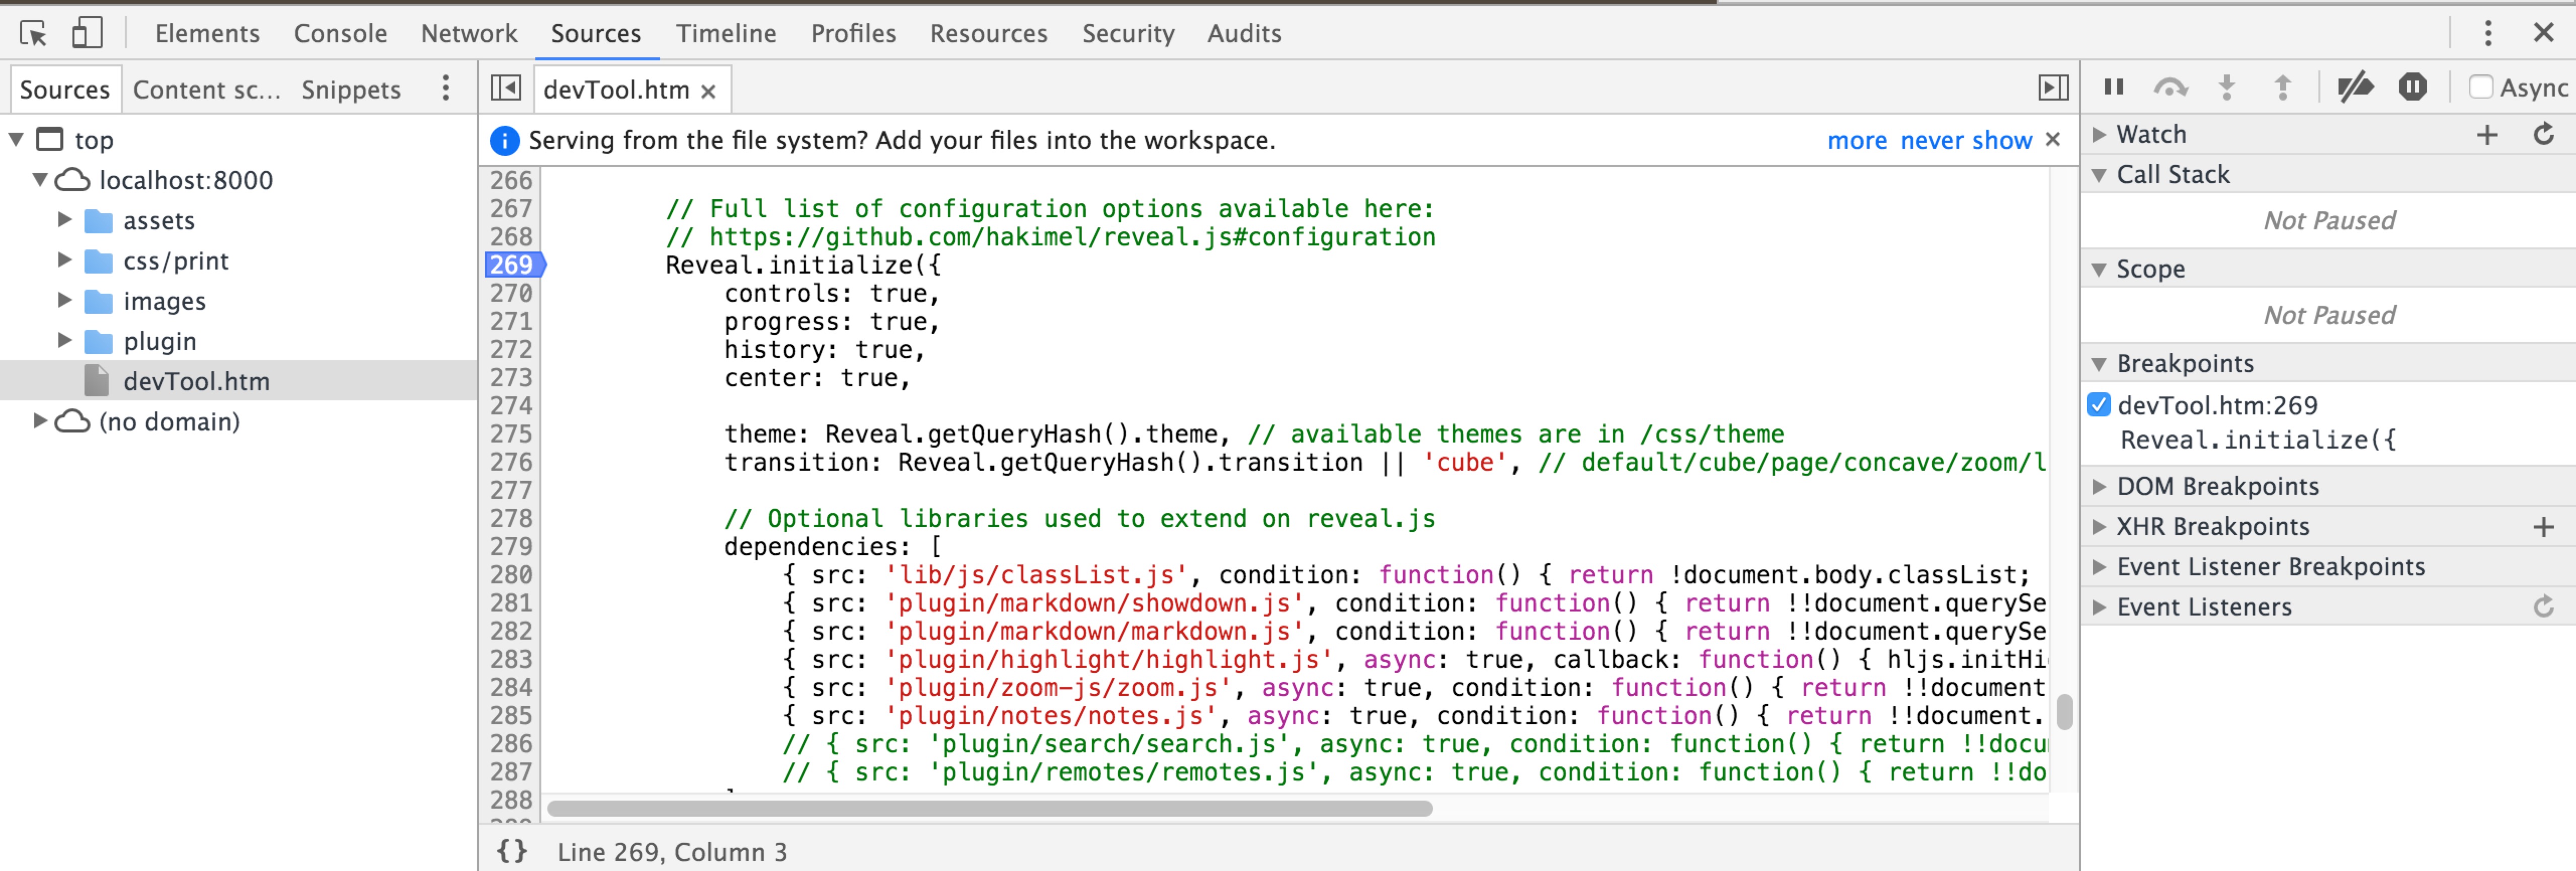 Elements Console Network Sources Timeline Profiles Resources Security Audits
Sources Content sc... Snippets
top
localhost:8000
assets
css/print
images
plugin
devTool.htm
(no domain)
devTool.htm ×
Serving from the file system? Add your files into the workspace. more never show ×
266
267 // Full list of configuration options available here:
268 // https://github.com/hakimel/reveal.js#configuration
269 Reveal.initialize({
270 controls: true,
271 progress: true,
272 history: true,
273 center: true,
274
275 theme: Reveal.getQueryHash().theme, // available themes are in /css/theme
276 transition: Reveal.getQueryHash().transition || 'cube', // default/cube/page/concave/zoom/l
277
278 // Optional libraries used to extend on reveal.js
279 dependencies: [
280 { src: 'lib/js/classList.js', condition: function() { return !document.body.classList;
281 { src: 'plugin/markdown/showdown.js', condition: function() { return !!document.querySe
282 { src: 'plugin/markdown/markdown.js', condition: function() { return !!document.querySe
283 { src: 'plugin/highlight/highlight.js', async: true, callback: function() { hljs.initHi
284 { src: 'plugin/zoom-js/zoom.js', async: true, condition: function() { return !!document
285 { src: 'plugin/notes/notes.js', async: true, condition: function() { return !!document.
286 // { src: 'plugin/search/search.js', async: true, condition: function() { return !!docu
287 // { src: 'plugin/remotes/remotes.js', async: true, condition: function() { return !!do
288
{} Line 269, Column 3
Async
Watch
Call Stack
Not Paused
Scope
Not Paused
Breakpoints
devTool.htm:269
Reveal.initialize({
DOM Breakpoints
XHR Breakpoints
Event Listener Breakpoints
Event Listeners